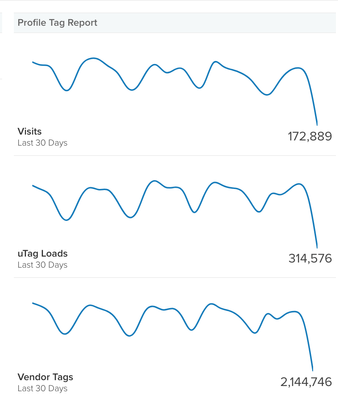 Profile Tag Report
Visits
Last 30 Days
172,889
uTag Loads
Last 30 Days
314,576
Vendor Tags
Last 30 Days
2,144,746